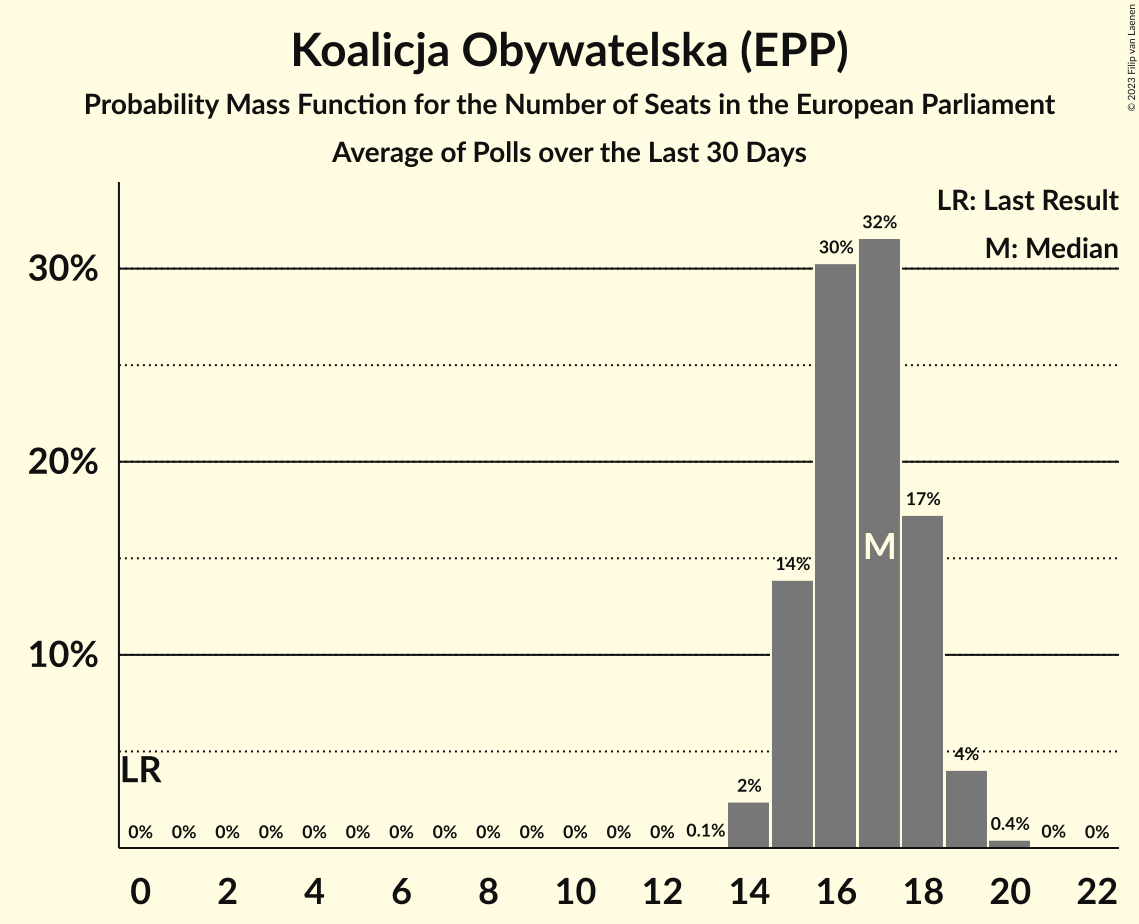 Koalicja Obywatelska (EPP)
Probability Mass Function for the Number of Seats in the European Parliament
Average of Polls over the Last 30 Days
© 2023 Filip van Laenen
LR: Last Result
M: Median
30%
20%
10%
32%
30%
17%
14%
M
4%
LR
2%
0% 0% 0% 0% 0% 0% 0% 0% 0% 0% 0% 0% 0% 0.1% 0.4% 0% 0%
0 2 4 6 8 10 12 14 16 18 20 22